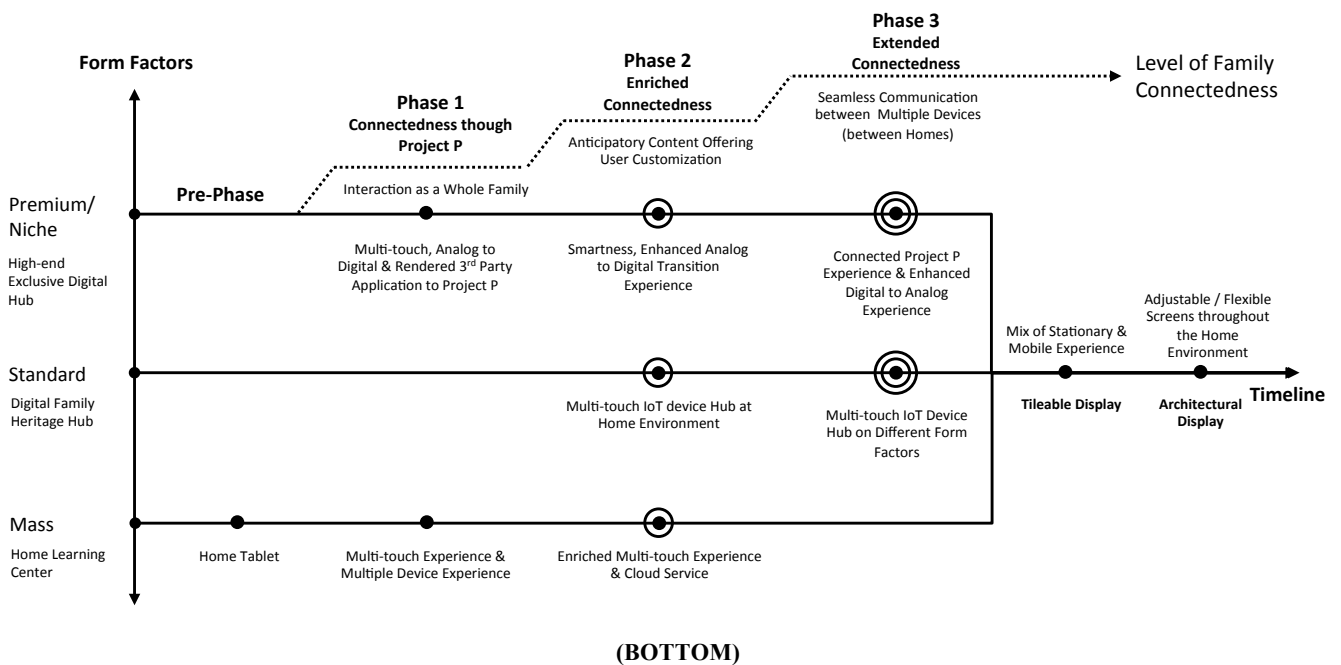 Phase 3
Extended
Connectedness
Phase 2
Enriched
Connectedness
Level of Family
Connectedness
Form Factors
Phase 1
Connectedness though
Project P
Seamless Communication
between Multiple Devices
(between Homes)
Anticipatory Content Offering
User Customization
Pre-Phase
Interaction as a Whole Family
Premium/
Niche
High-end
Exclusive Digital
Hub
Multi-touch, Analog to
Digital & Rendered 3rd Party
Application to Project P
Smartness, Enhanced Analog
to Digital Transition
Experience
Connected Project P
Experience & Enhanced
Digital to Analog
Experience
Mix of Stationary &
Mobile Experience
Adjustable / Flexible
Screens throughout
the Home
Environment
Standard
Digital Family
Heritage Hub
Multi-touch IoT device Hub at
Home Environment
Multi-touch IoT Device
Hub on Different Form
Factors
Tileable Display
Architectural
Display
Timeline
Mass
Home Learning
Center
Home Tablet
Multi-touch Experience &
Multiple Device Experience
Enriched Multi-touch Experience
& Cloud Service
(BOTTOM)